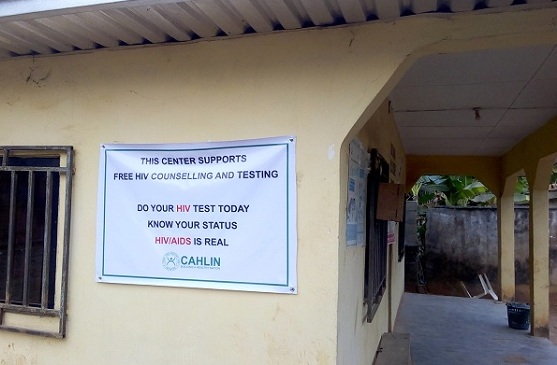 THIS CENTER SUPPORTS
FREE HIV COUNSELLING AND TESTING
DO YOUR HIV TEST TODAY
KNOW YOUR STATUS
HIV/AIDS IS REAL
CAHLIN